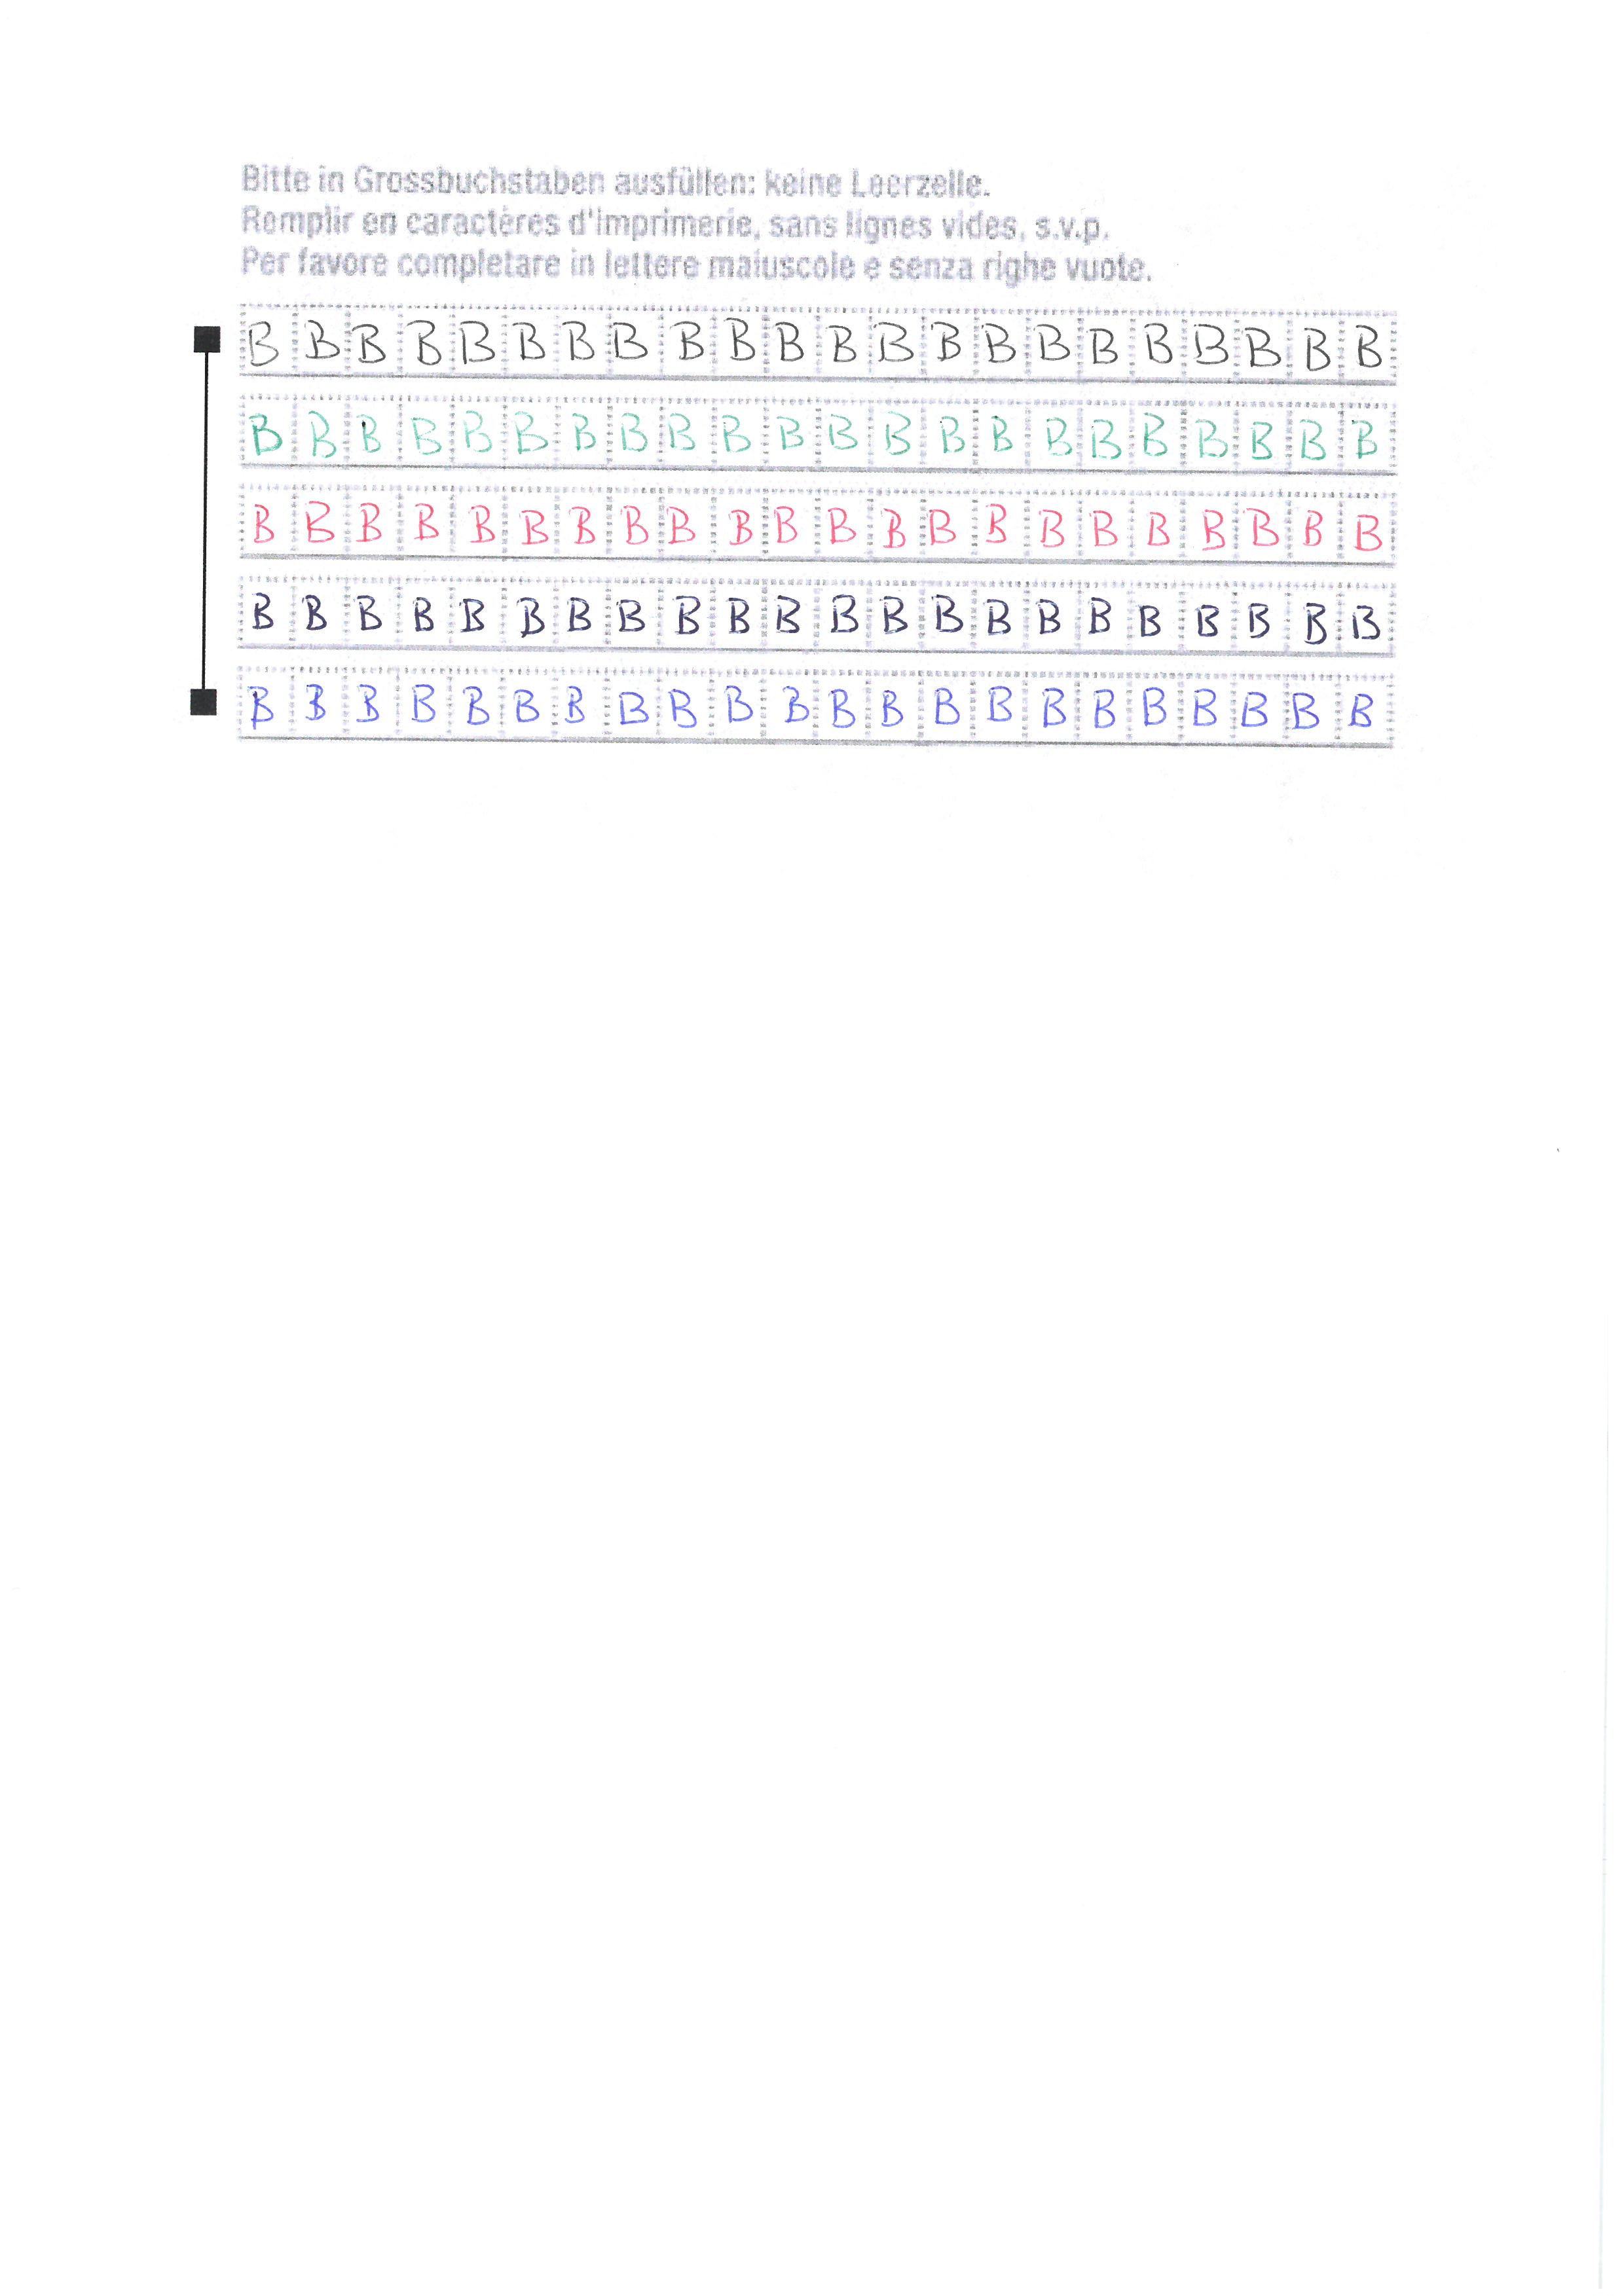 Bitte in Grossbuchstaben ausfüllen: keine Leerzeile.
Remplir en caractères d'imprimerie, sans lignes vides, s.v.p.
Per favore completare in lettere maiuscole e senza righe vuote.
B B B B B B B B B B B B B B B B B B B B B B
B B B B B B B B B B B B B B B B B B B B B B
B B B B B B B B B B B B B B B B B B B B B B
B B B B B B B B B B B B B B B B B B B B B B
B B B B B B B B B B B B B B B B B B B B B B